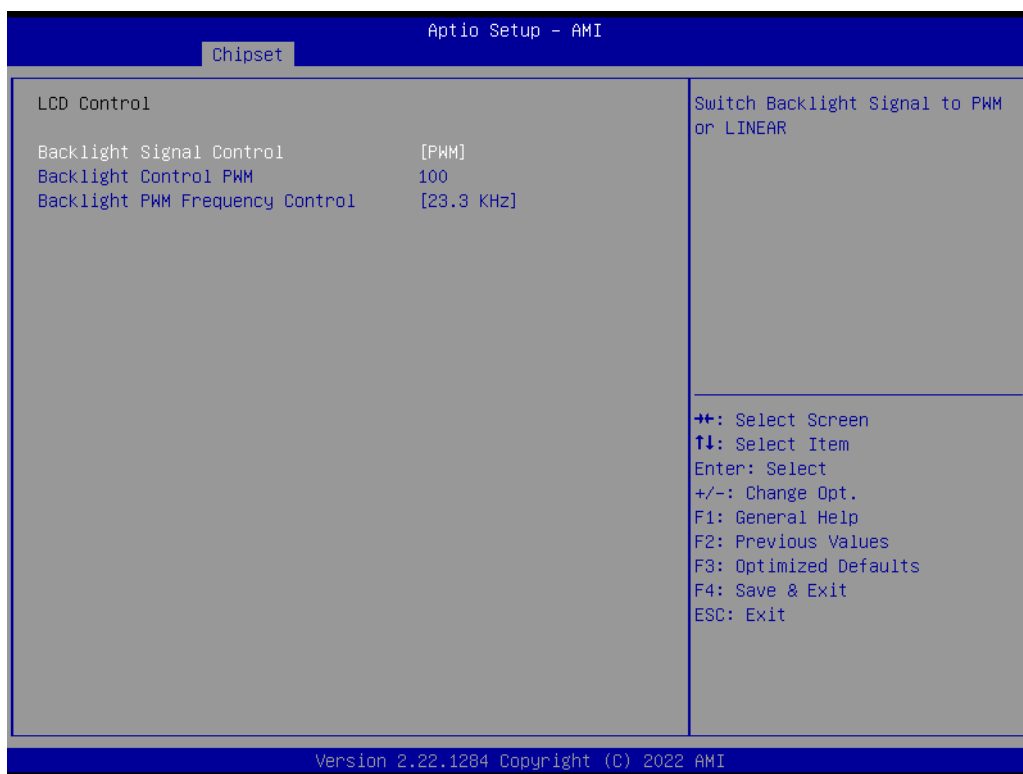 Aptio Setup – AMI
Chipset
LCD Control
Backlight Signal Control [PWM]
Backlight Control PWM 100
Backlight PWM Frequency Control [23.3 KHz]
Switch Backlight Signal to PWM
or LINEAR
→←: Select Screen
↑↓: Select Item
Enter: Select
+/-: Change Opt.
F1: General Help
F2: Previous Values
F3: Optimized Defaults
F4: Save & Exit
ESC: Exit
Version 2.22.1284 Copyright (C) 2022 AMI